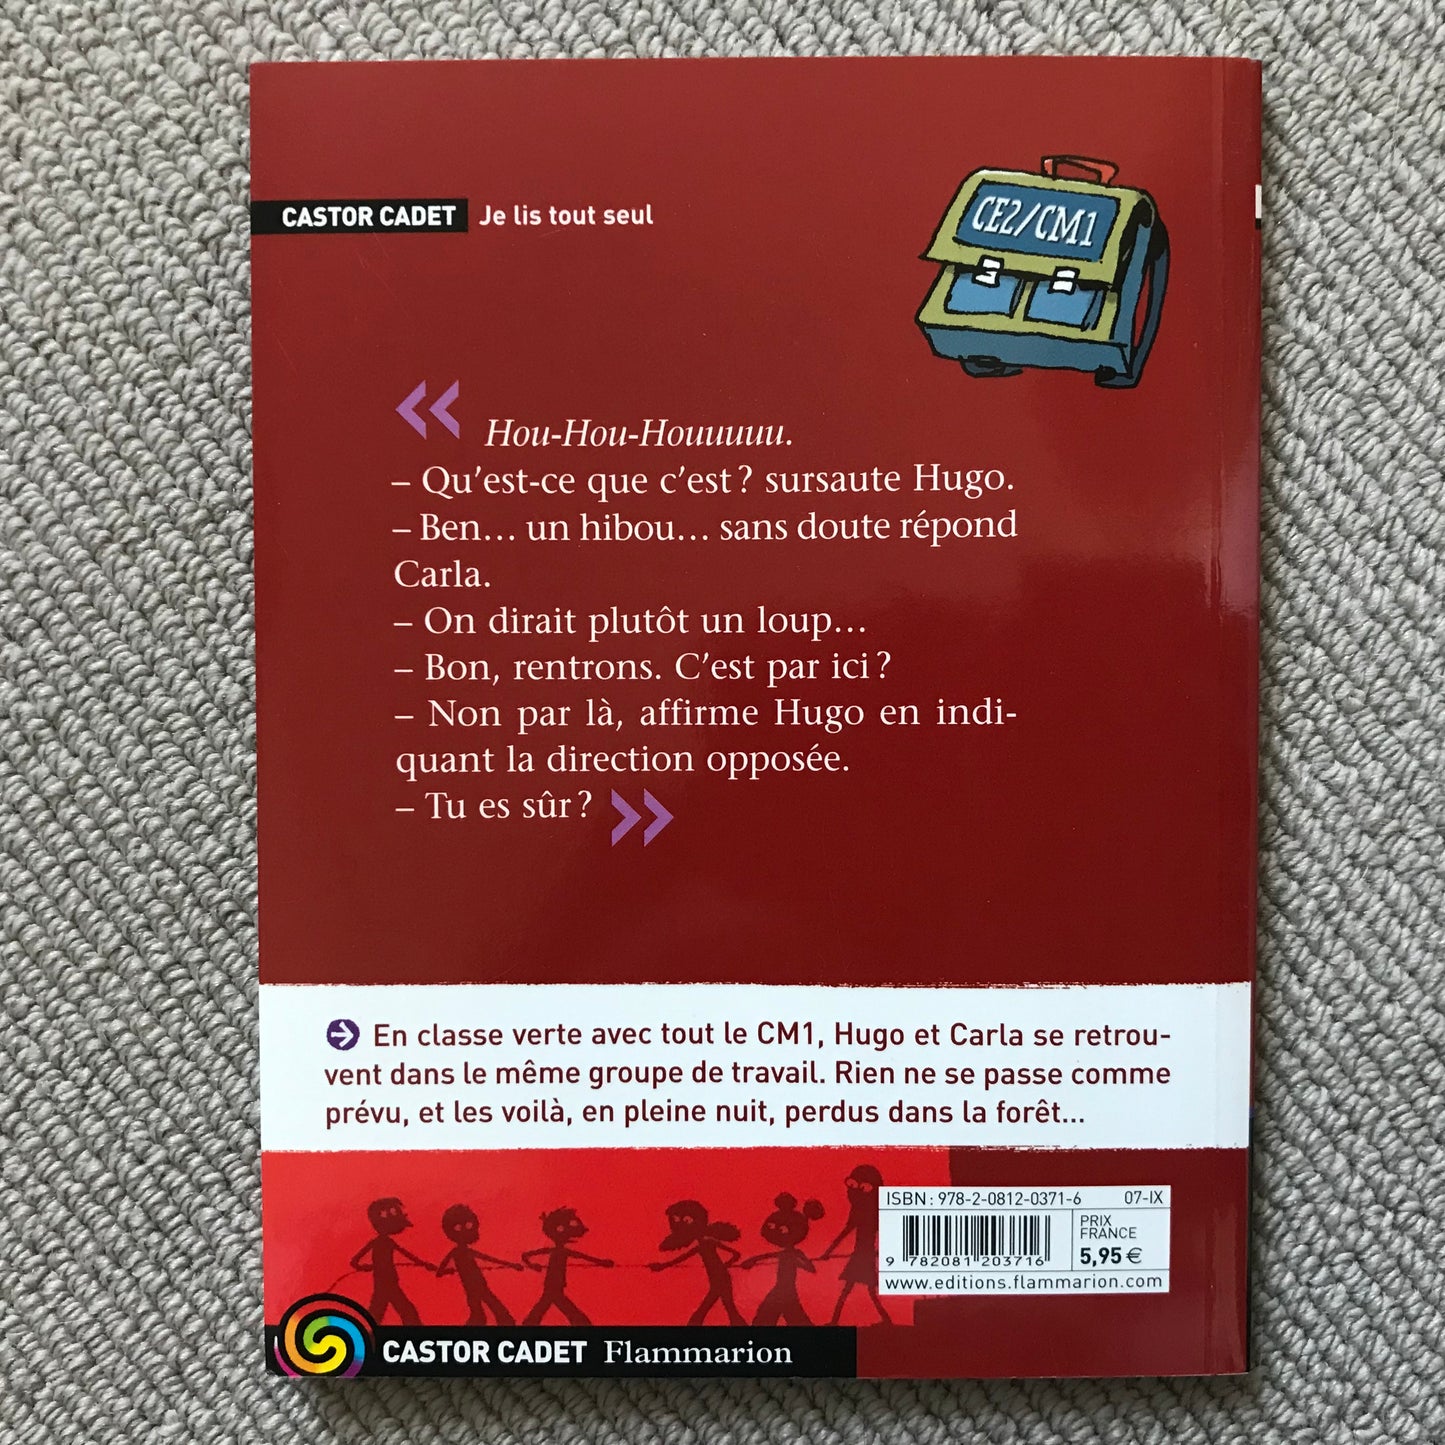 CASTOR CADET Je lis tout seul
CE2/CM1
« Hou-Hou-Houuuuu.
– Qu’est-ce que c’est ? sursaute Hugo.
– Ben… un hibou… sans doute répond
Carla.
– On dirait plutôt un loup…
– Bon, rentrons. C’est par ici ?
– Non par là, affirme Hugo en indi-
quant la direction opposée.
– Tu es sûr ? »
En classe verte avec tout le CM1, Hugo et Carla se retrou-
vent dans le même groupe de travail. Rien ne se passe comme
prévu, et les voilà, en pleine nuit, perdus dans la forêt...
ISBN : 978-2-0812-0371-6 07-IX
PRIX
FRANCE
5,95 €
9 782081 203716
www.editions.flammarion.com
CASTOR CADET Flammarion